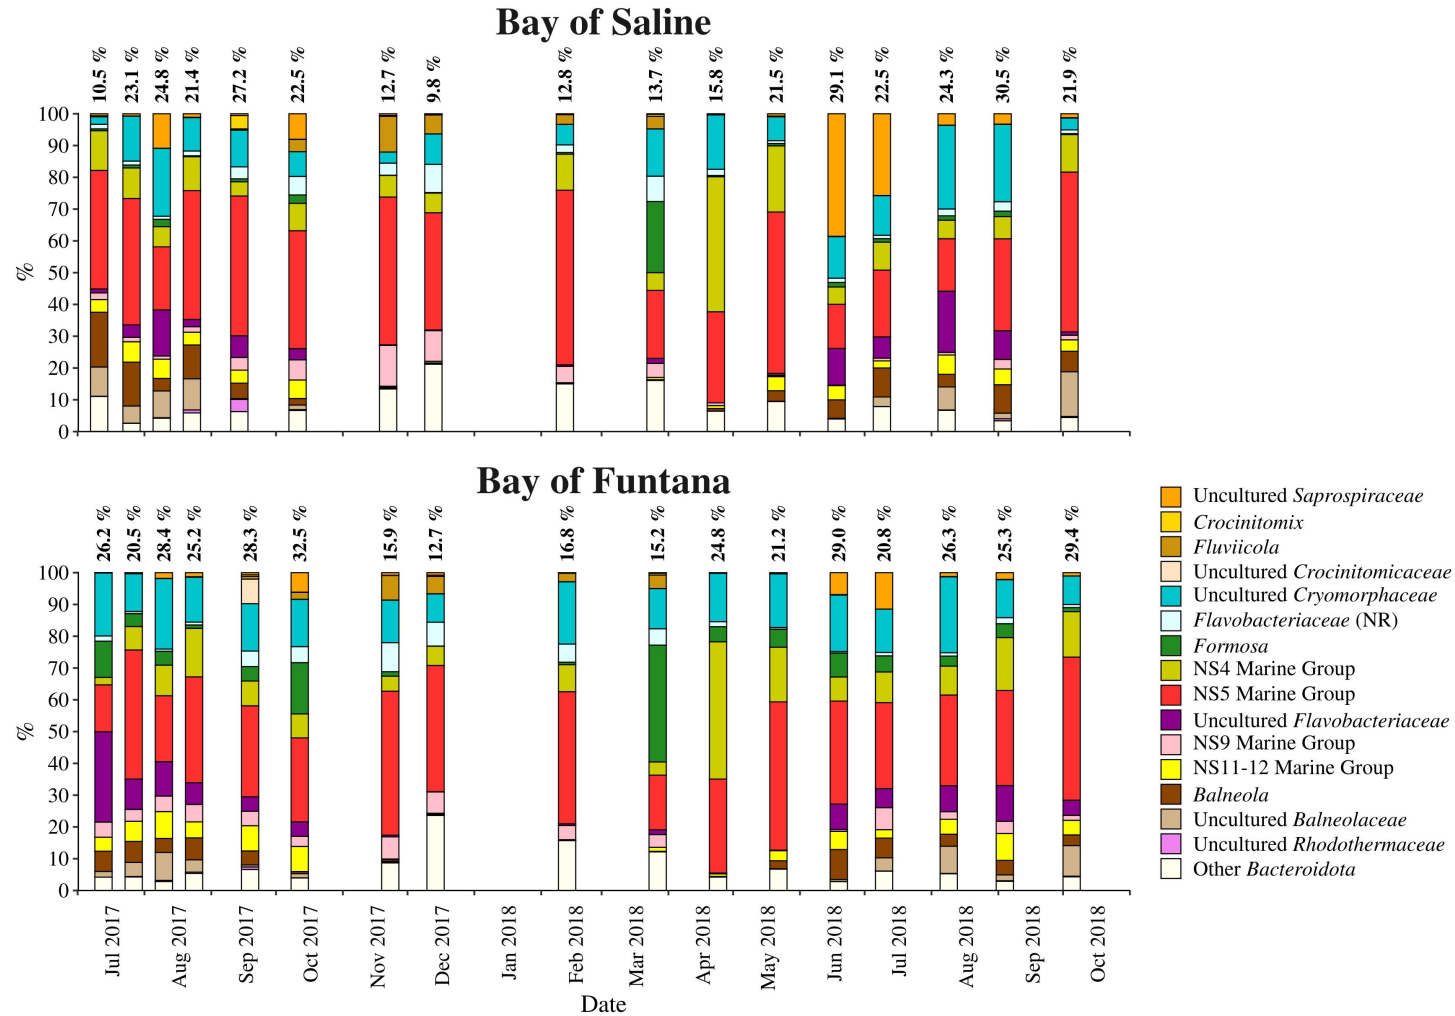 Bay of Saline
10.5 % 23.1 % 24.8 % 21.4 % 27.2 % 22.5 % 12.7 % 9.8 % 12.8 % 13.7 % 15.8 % 21.5 % 29.1 % 22.5 % 24.3 % 30.5 % 21.9 %
100
90
80
70
60
50
40
30
20
10
0
%
Bay of Funtana
26.2 % 20.5 % 28.4 % 25.2 % 28.3 % 32.5 % 15.9 % 12.7 % 16.8 % 15.2 % 24.8 % 21.2 % 29.0 % 20.8 % 26.3 % 25.3 % 29.4 %
100
90
80
70
60
50
40
30
20
10
0
%
Jul 2017 Aug 2017 Sep 2017 Oct 2017 Nov 2017 Dec 2017 Jan 2018 Feb 2018 Mar 2018 Apr 2018 May 2018 Jun 2018 Jul 2018 Aug 2018 Sep 2018 Oct 2018
Date
Uncultured Saprospiraceae
Crocinitomix
Fluviicola
Uncultured Crocinitomicaceae
Uncultured Cryomorphaceae
Flavobacteriaceae (NR)
Formosa
NS4 Marine Group
NS5 Marine Group
Uncultured Flavobacteriaceae
NS9 Marine Group
NS11-12 Marine Group
Balneola
Uncultured Balneolaceae
Uncultured Rhodothermaceae
Other Bacteroidota